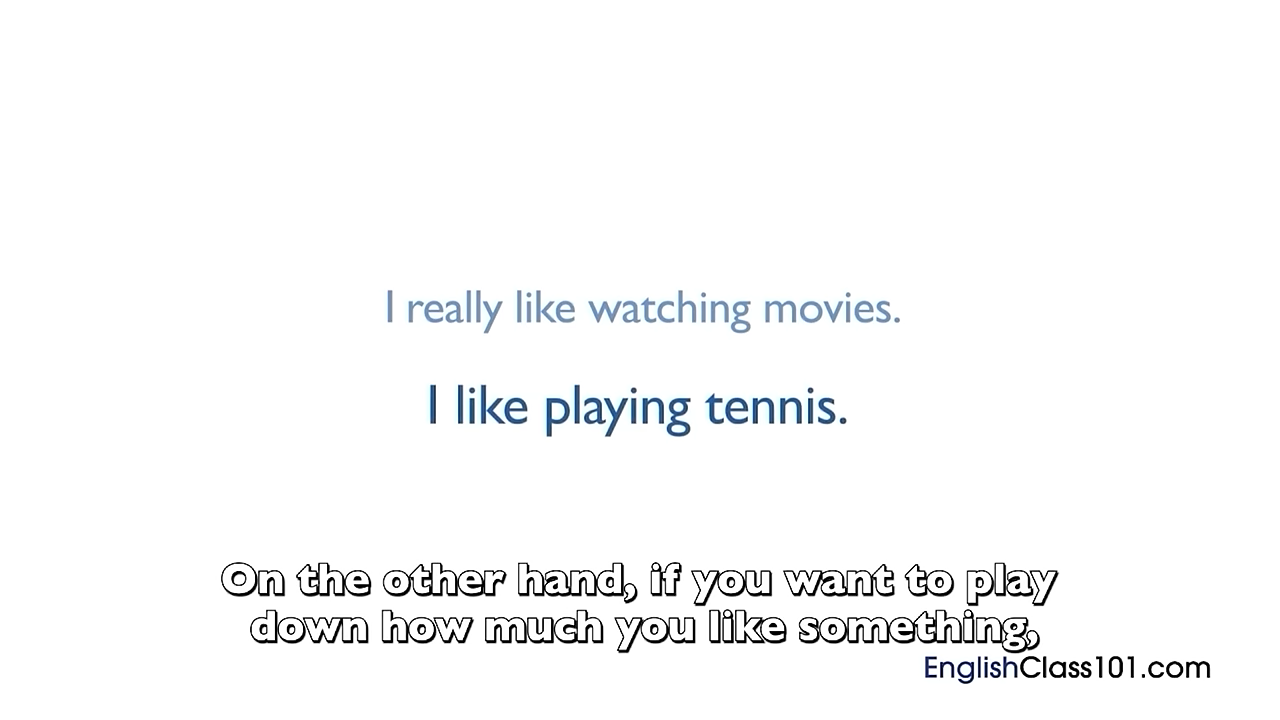 I really like watching movies.
I like playing tennis.
On the other hand, if you want to play
down how much you like something,
EnglishClass101.com